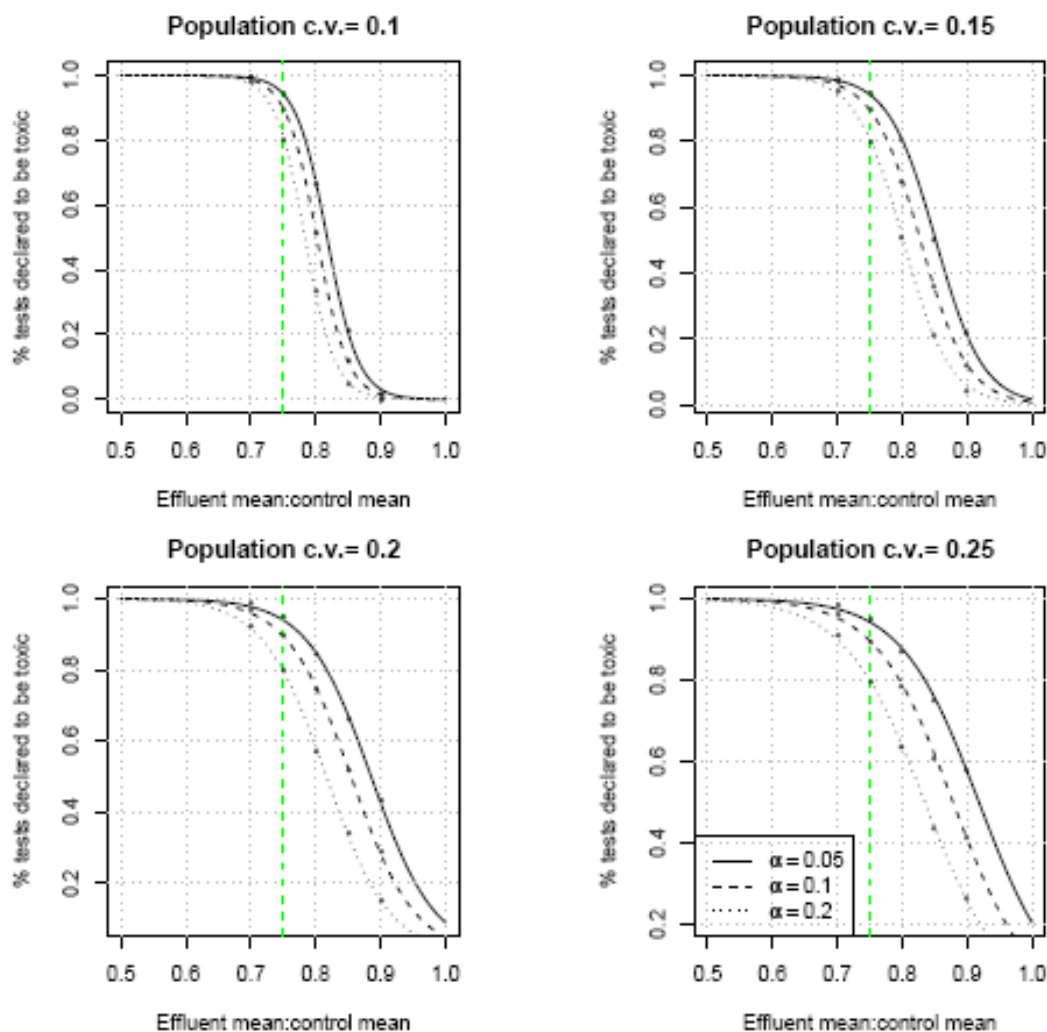 Population c.v.= 0.1
% tests declared to be toxic
1.0
0.8
0.6
0.4
0.2
0.0
0.5 0.6 0.7 0.8 0.9 1.0
Effluent mean:control mean
Population c.v.= 0.15
% tests declared to be toxic
1.0
0.8
0.6
0.4
0.2
0.0
0.5 0.6 0.7 0.8 0.9 1.0
Effluent mean:control mean
Population c.v.= 0.2
% tests declared to be toxic
1.0
0.8
0.6
0.4
0.2
0.5 0.6 0.7 0.8 0.9 1.0
Effluent mean:control mean
Population c.v.= 0.25
% tests declared to be toxic
1.0
0.8
0.6
0.4
0.2
α = 0.05
α = 0.1
α = 0.2
0.5 0.6 0.7 0.8 0.9 1.0
Effluent mean:control mean